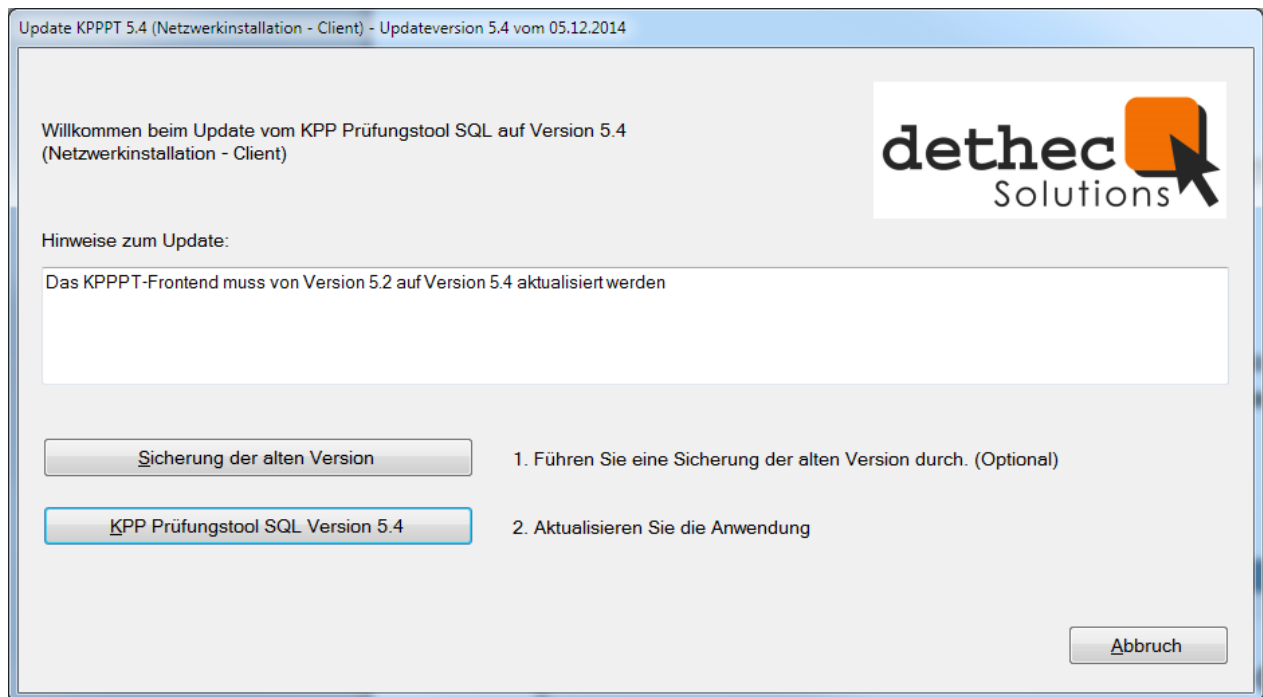 Update KPPPT 5.4 (Netzwerkinstallation - Client) - Updateversion 5.4 vom 05.12.2014
Willkommen beim Update vom KPP Prüfungstool SQL auf Version 5.4
(Netzwerkinstallation - Client)
dethec
Solutions
Hinweise zum Update:
Das KPPPT-Frontend muss von Version 5.2 auf Version 5.4 aktualisiert werden
Sicherung der alten Version
1. Führen Sie eine Sicherung der alten Version durch. (Optional)
KPP Prüfungstool SQL Version 5.4
2. Aktualisieren Sie die Anwendung
Abbruch